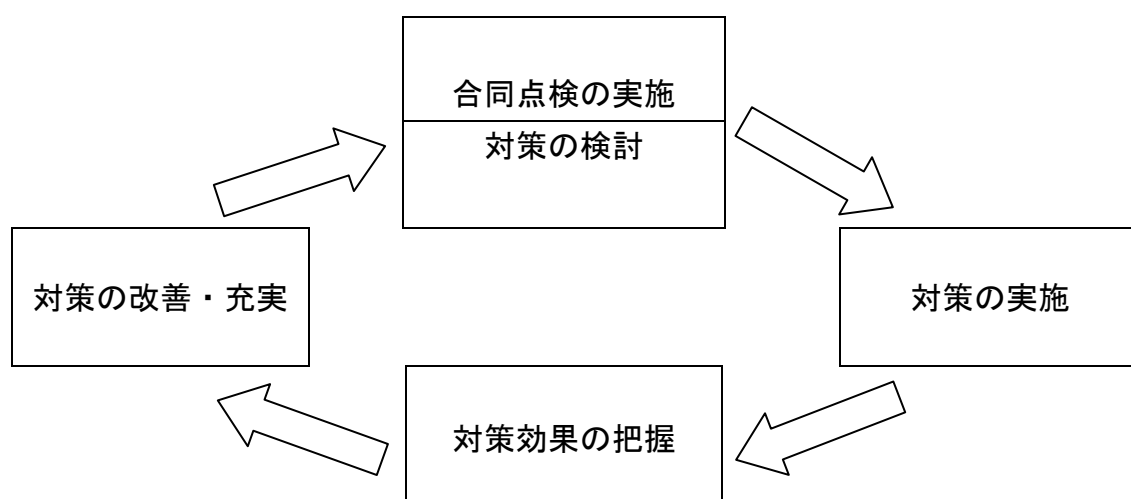 合同点検の実施
対策の検討
対策の改善・充実
対策の実施
対策効果の把握